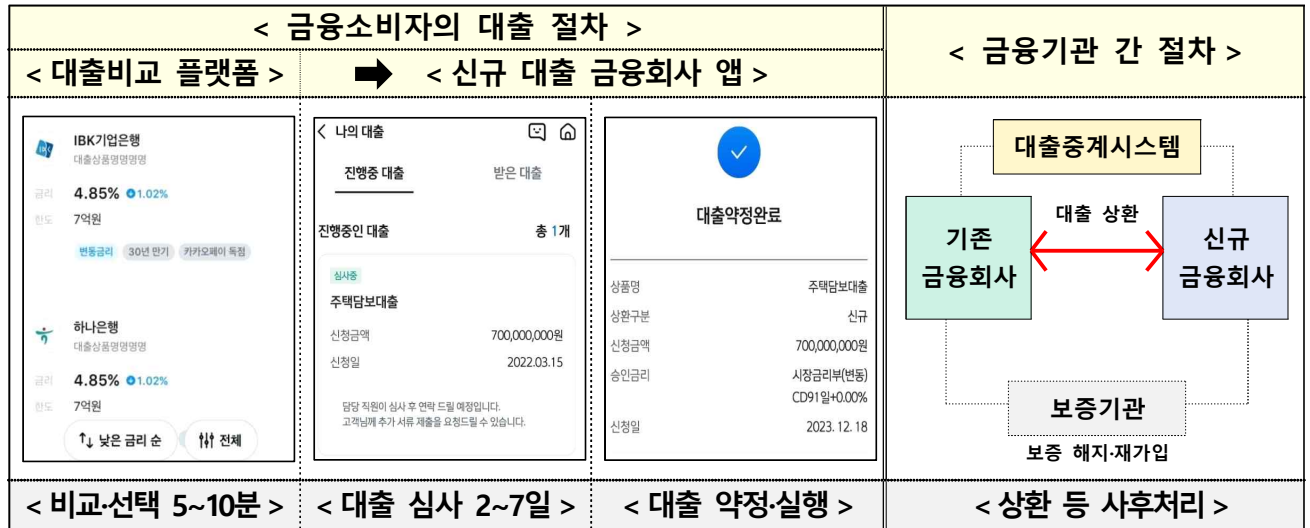 < 금융소비자의 대출 절차 >
< 금융기관 간 절차 >
< 대출비교 플랫폼 >
➡ < 신규 대출 금융회사 앱 >
IBK기업은행
대출상품명명명명
금리 4.85% 1.02%
한도 7억원
변동금리 30년 만기 카카오페이 독점
하나은행
대출상품명명명명
금리 4.85% 1.02%
한도 7억원
↑↓ 낮은 금리 순 전체
< 나의 대출
진행중 대출 받은 대출
진행중인 대출 총 1개
심사중
주택담보대출
신청금액 700,000,000원
신청일 2022.03.15
담당 직원이 심사 후 연락 드릴 예정입니다.
고객님께 추가 서류 제출을 요청드릴 수 있습니다.
대출약정완료
상품명 주택담보대출
상환구분 신규
신청금액 700,000,000원
승인금리 시장금리부(변동)
CD91일+0.00%
신청일 2023. 12. 18
대출중계시스템
대출 상환
기존
금융회사
신규
금융회사
보증기관
보증 해지·재가입
< 비교·선택 5~10분 >
< 대출 심사 2~7일 >
< 대출 약정·실행 >
< 상환 등 사후처리 >